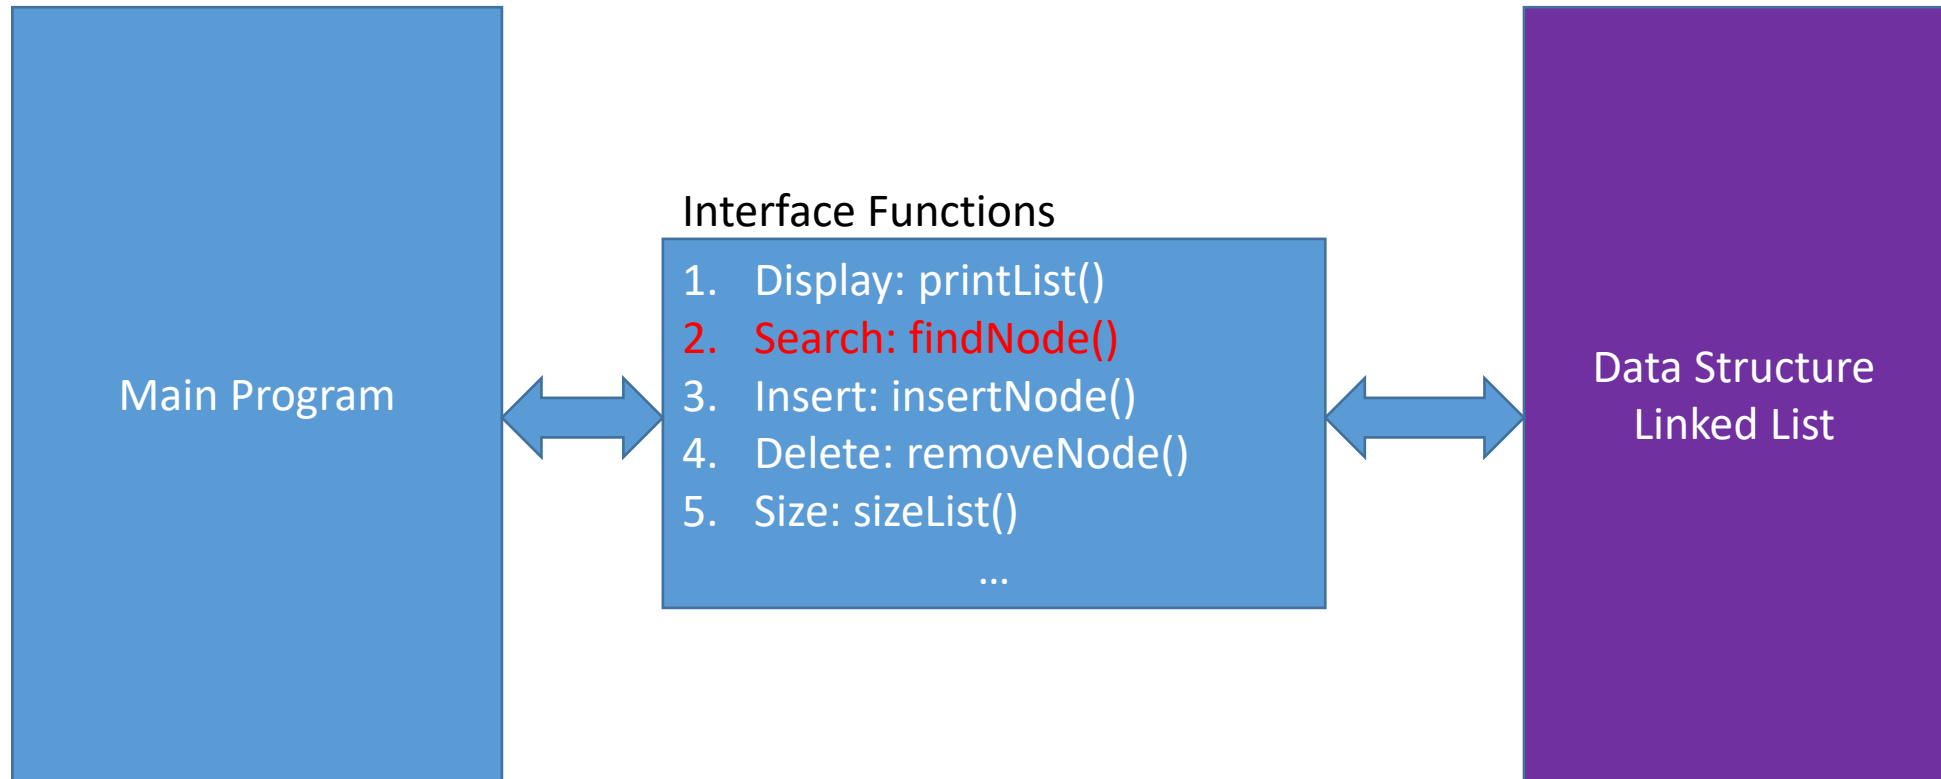 Main Program
Interface Functions
1. Display: printList()
2. Search: findNode()
3. Insert: insertNode()
4. Delete: removeNode()
5. Size: sizeList()
…
Data Structure
Linked List